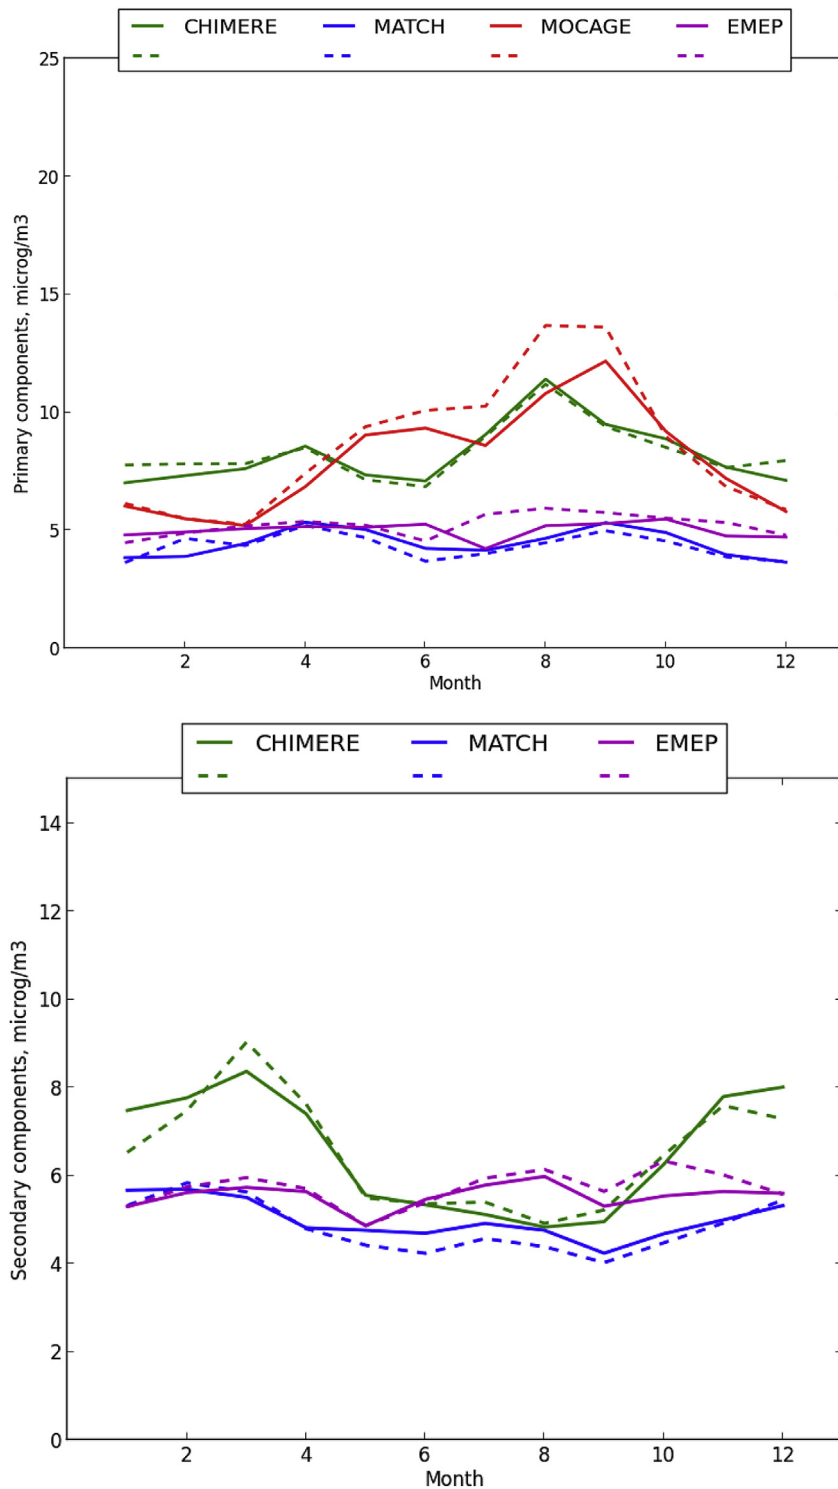 CHIMERE MATCH MOCAGE EMEP
25
20
15
10
5
0
2 4 6 8 10 12
Month
Primary components, microg/m3
CHIMERE MATCH EMEP
14
12
10
8
6
4
2
0
2 4 6 8 10 12
Month
Secondary components, microg/m3